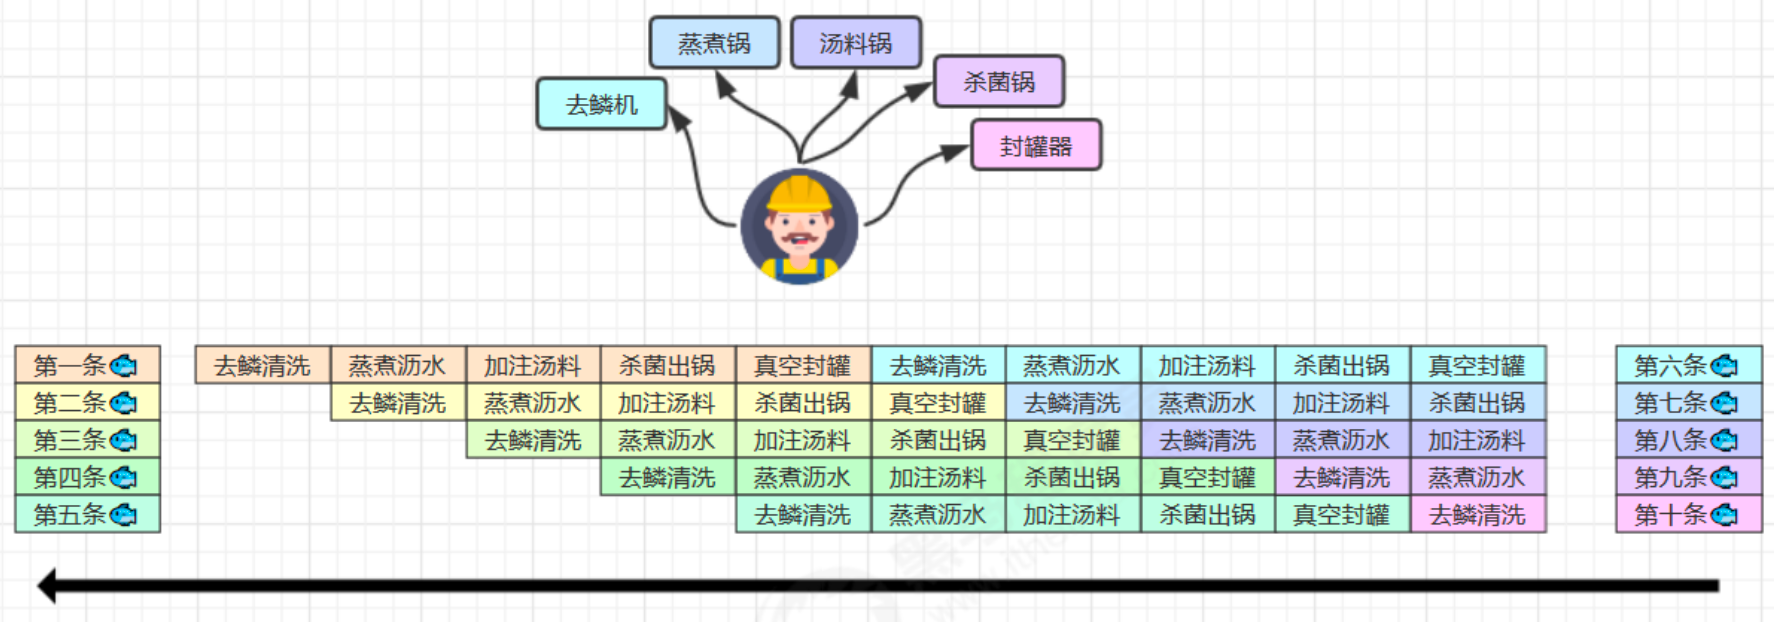 蒸煮锅 汤料锅
杀菌锅
去鳞机
封罐器
第一条 去鳞清洗 蒸煮沥水 加注汤料 杀菌出锅 真空封罐 去鳞清洗 蒸煮沥水 加注汤料 杀菌出锅 真空封罐 第六条
第二条 去鳞清洗 蒸煮沥水 加注汤料 杀菌出锅 真空封罐 去鳞清洗 蒸煮沥水 加注汤料 杀菌出锅 第七条
第三条 去鳞清洗 蒸煮沥水 加注汤料 杀菌出锅 真空封罐 去鳞清洗 蒸煮沥水 加注汤料 第八条
第四条 去鳞清洗 蒸煮沥水 加注汤料 杀菌出锅 真空封罐 去鳞清洗 蒸煮沥水 第九条
第五条 去鳞清洗 蒸煮沥水 加注汤料 杀菌出锅 真空封罐 去鳞清洗 第十条